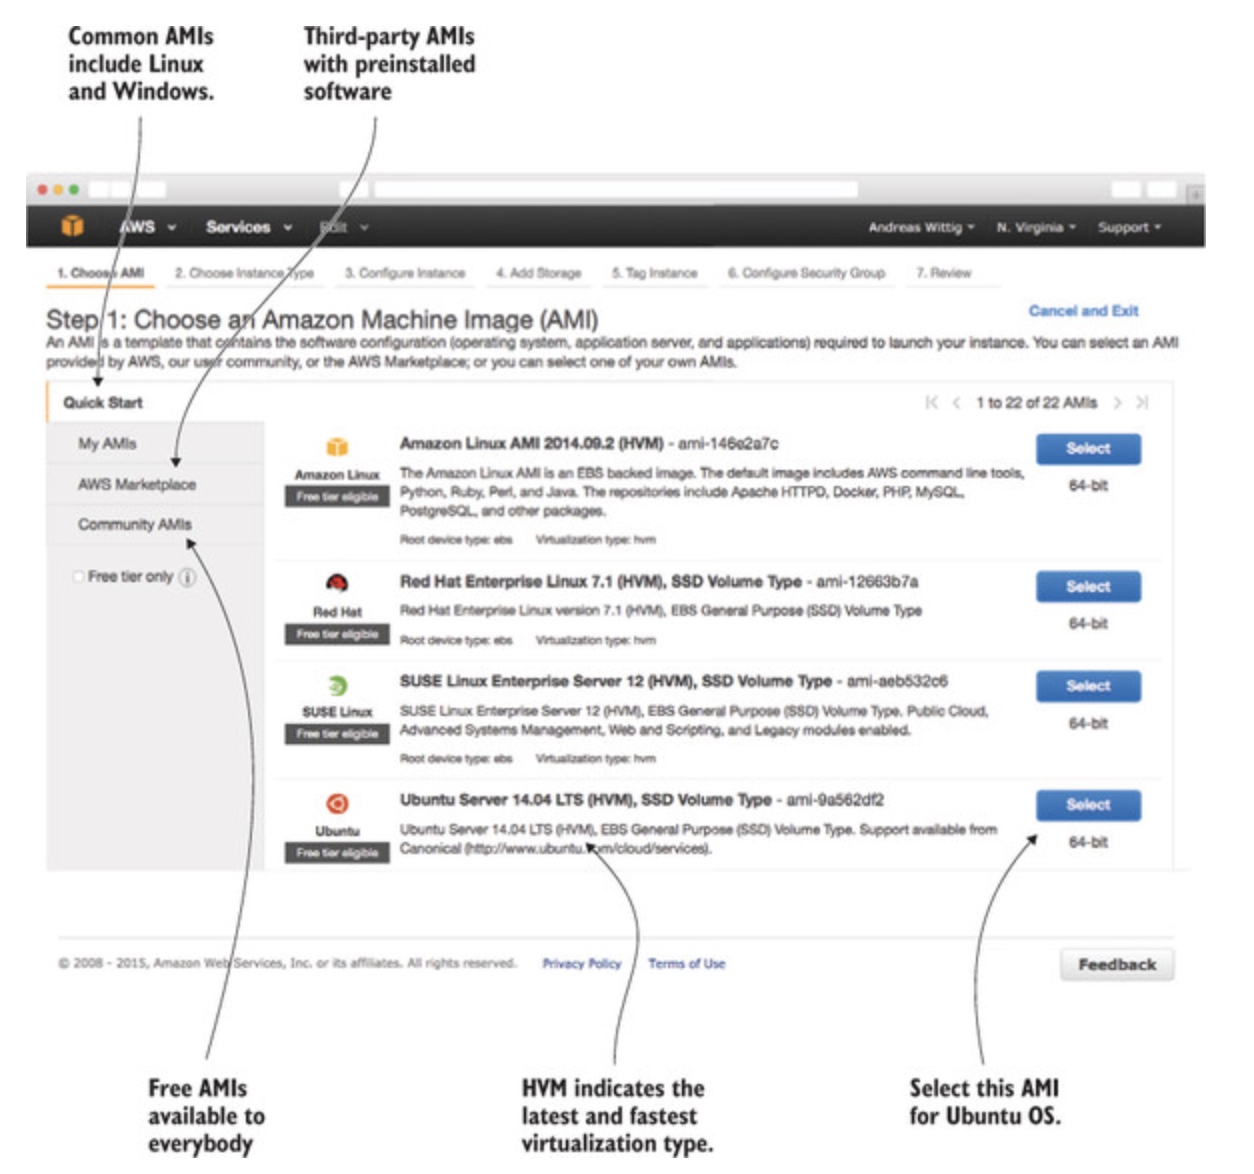 Common AMIs
include Linux
and Windows.
Third-party AMIs
with preinstalled
software
AWS Services Edit Andreas Wittig N. Virginia Support
1. Choose AMI 2. Choose Instance Type 3. Configure Instance 4. Add Storage 5. Tag Instance 6. Configure Security Group 7. Review
Step 1: Choose an Amazon Machine Image (AMI)
Cancel and Exit
An AMI is a template that contains the software configuration (operating system, application server, and applications) required to launch your instance. You can select an AMI
provided by AWS, our user community, or the AWS Marketplace; or you can select one of your own AMIs.
Quick Start
My AMIs
AWS Marketplace
Community AMIs
Free tier only
1 to 22 of 22 AMIs
Amazon Linux
Free tier eligible
Amazon Linux AMI 2014.09.2 (HVM) - ami-146e2a7c
The Amazon Linux AMI is an EBS backed image. The default image includes AWS command line tools,
Python, Ruby, Perl, and Java. The repositories include Apache HTTPD, Docker, PHP, MySQL,
PostgreSQL, and other packages.
Root device type: ebs Virtualization type: hvm
Select
64-bit
Red Hat
Free tier eligible
Red Hat Enterprise Linux 7.1 (HVM), SSD Volume Type - ami-12663b7a
Red Hat Enterprise Linux version 7.1 (HVM), EBS General Purpose (SSD) Volume Type
Root device type: ebs Virtualization type: hvm
Select
64-bit
SUSE Linux
Free tier eligible
SUSE Linux Enterprise Server 12 (HVM), SSD Volume Type - ami-aeb532c6
SUSE Linux Enterprise Server 12 (HVM), EBS General Purpose (SSD) Volume Type. Public Cloud,
Advanced Systems Management, Web and Scripting, and Legacy modules enabled.
Root device type: ebs Virtualization type: hvm
Select
64-bit
Ubuntu
Free tier eligible
Ubuntu Server 14.04 LTS (HVM), SSD Volume Type - ami-9a562df2
Ubuntu Server 14.04 LTS (HVM), EBS General Purpose (SSD) Volume Type. Support available from
Canonical (http://www.ubuntu.com/cloud/services).
Select
64-bit
© 2008 - 2015, Amazon Web Services, Inc. or its affiliates. All rights reserved. Privacy Policy Terms of Use
Feedback
Free AMIs
available to
everybody
HVM indicates the
latest and fastest
virtualization type.
Select this AMI
for Ubuntu OS.